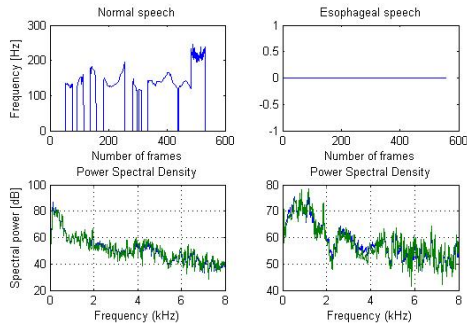 Normal speech
Esophageal speech
Frequency [Hz]
300
200
100
0
0 200 400 600
Number of frames
1
0.5
0
-0.5
-1
0 200 400 600
Number of frames
Power Spectral Density
Power Spectral Density
Spectral power [dB]
100
80
60
40
20
0 2 4 6 8
Frequency (kHz)
80
70
60
50
40
0 2 4 6 8
Frequency (kHz)